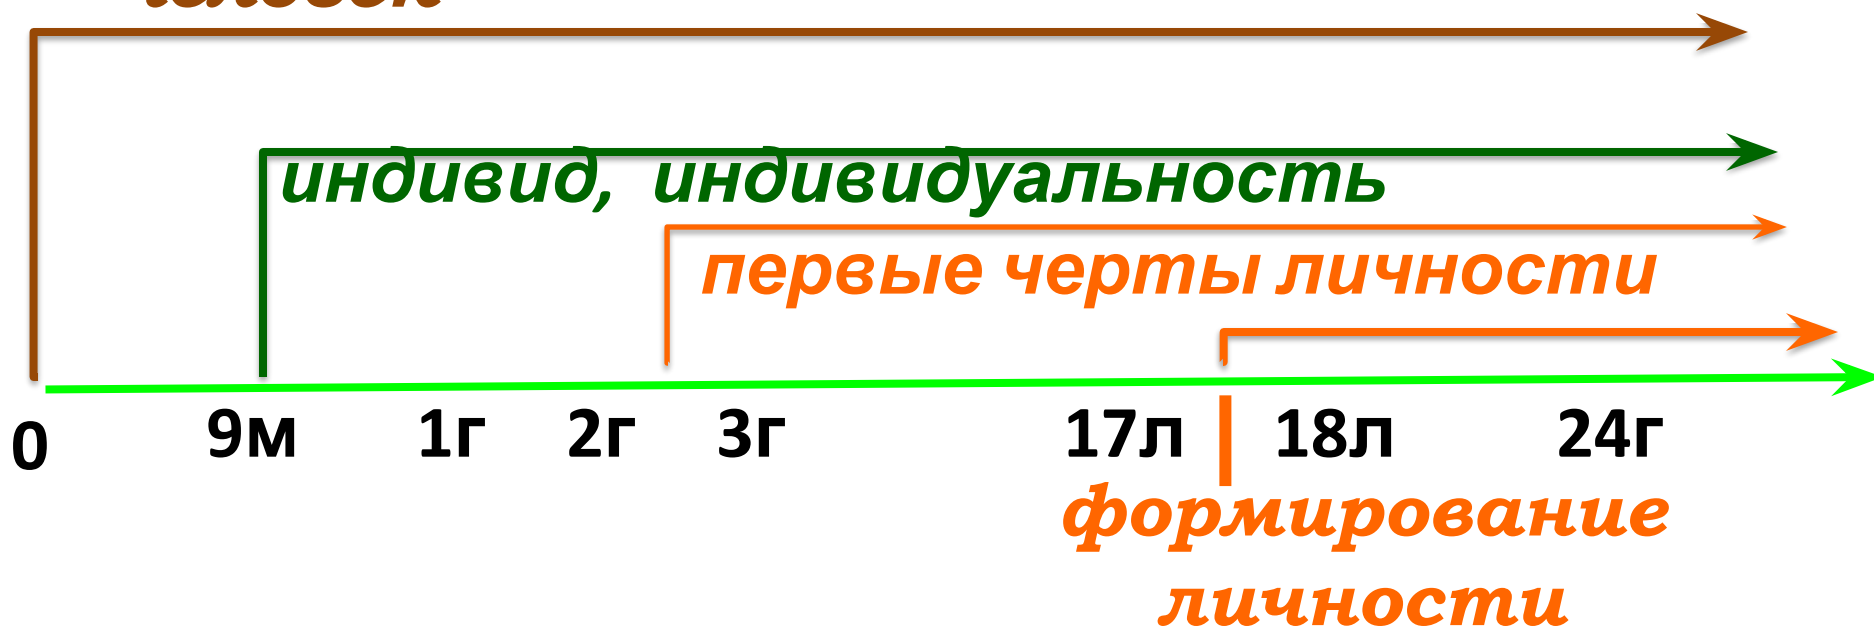 индивид, индивидуальность
первые черты личности
0 9м 1г 2г 3г 17л 18л 24г
формирование
личности